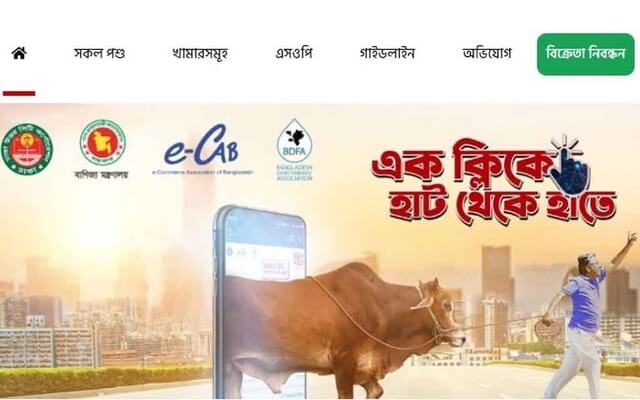 সকল পশু
খামারসমূহ
এসওপি
গাইডলাইন
অভিযোগ
বিক্রেতা নিবন্ধন
ঢাকা
বাণিজ্য মন্ত্রণালয়
e-CAB
e-Commerce Association of Bangladesh
BDFA
BANGLADESH
DAIRY FARMERS'
ASSOCIATION
এক ক্লিকে
হাট থেকে হাতে